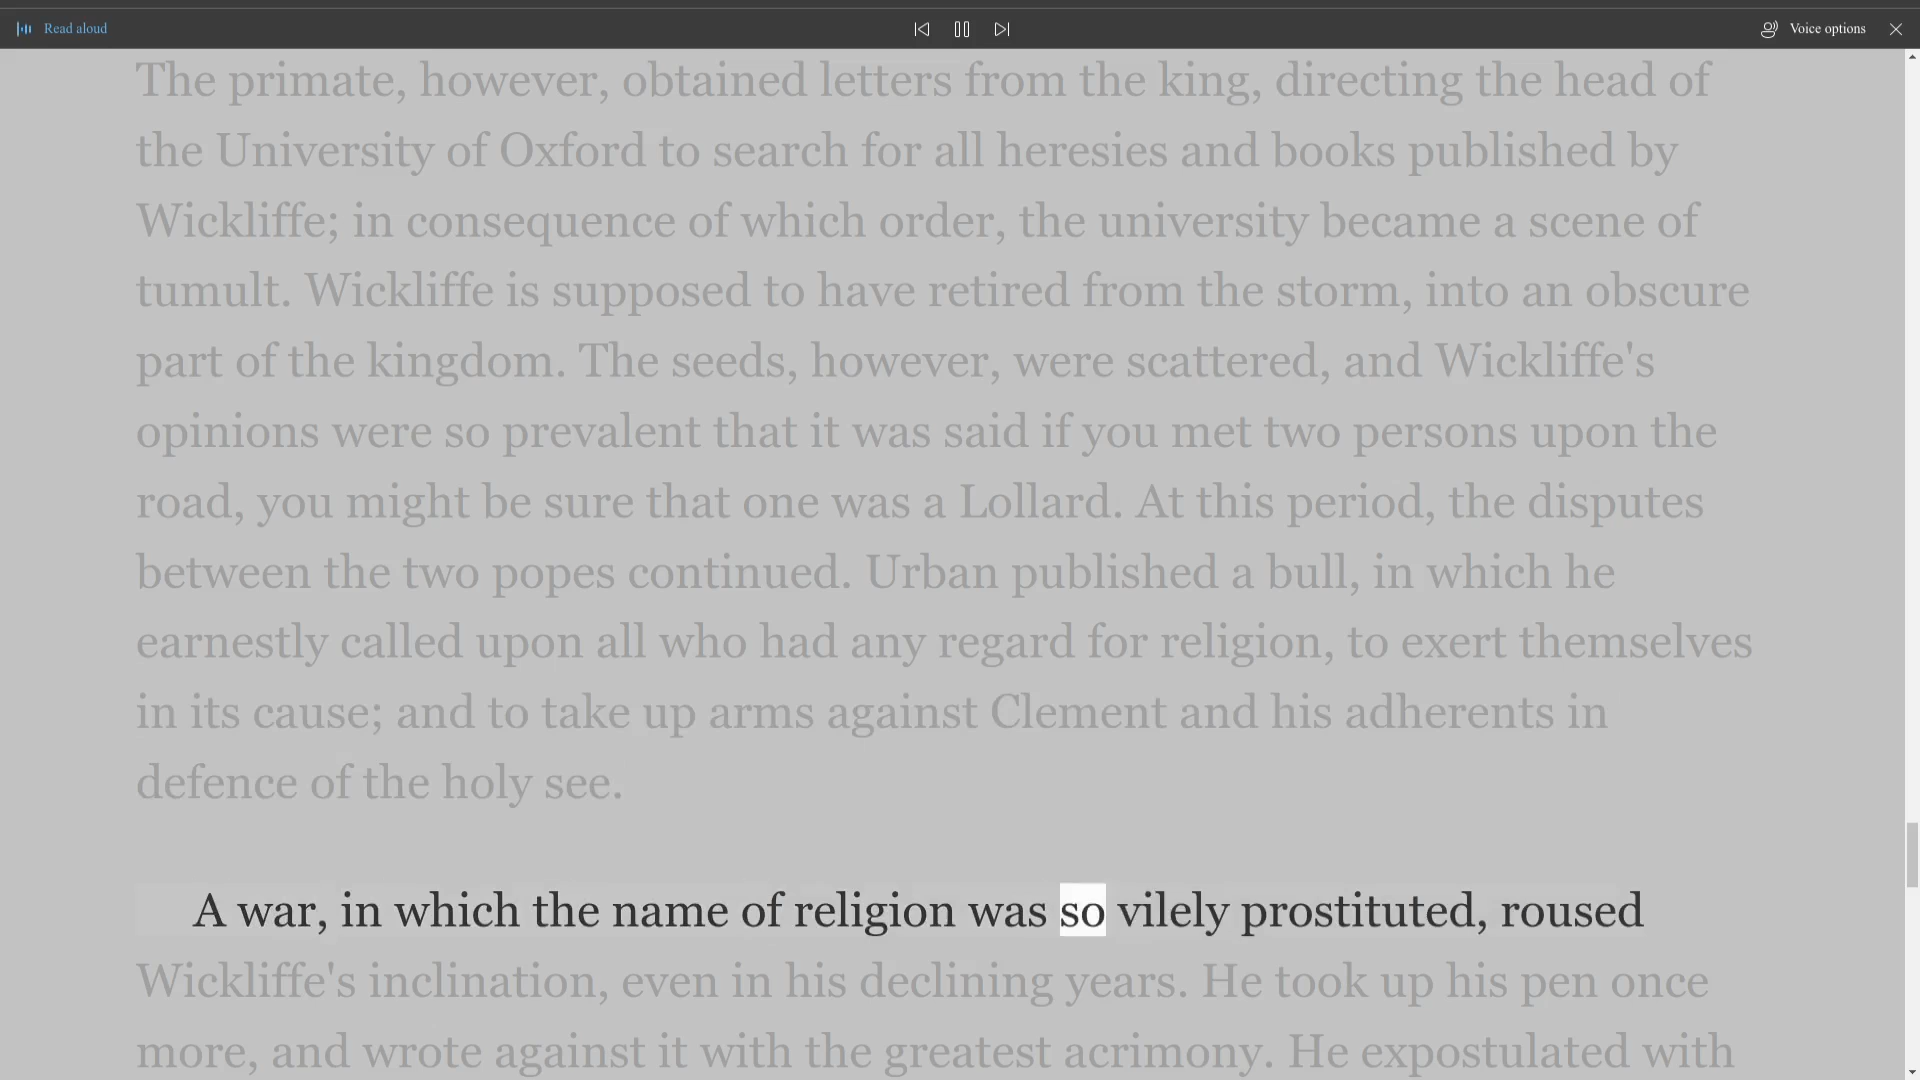 Read aloud
Voice options
The primate, however, obtained letters from the king, directing the head of
the University of Oxford to search for all heresies and books published by
Wickliffe; in consequence of which order, the university became a scene of
tumult. Wickliffe is supposed to have retired from the storm, into an obscure
part of the kingdom. The seeds, however, were scattered, and Wickliffe's
opinions were so prevalent that it was said if you met two persons upon the
road, you might be sure that one was a Lollard. At this period, the disputes
between the two popes continued. Urban published a bull, in which he
earnestly called upon all who had any regard for religion, to exert themselves
in its cause; and to take up arms against Clement and his adherents in
defence of the holy see.
A war, in which the name of religion was so vilely prostituted, roused
Wickliffe's inclination, even in his declining years. He took up his pen once
more, and wrote against it with the greatest acrimony. He expostulated with